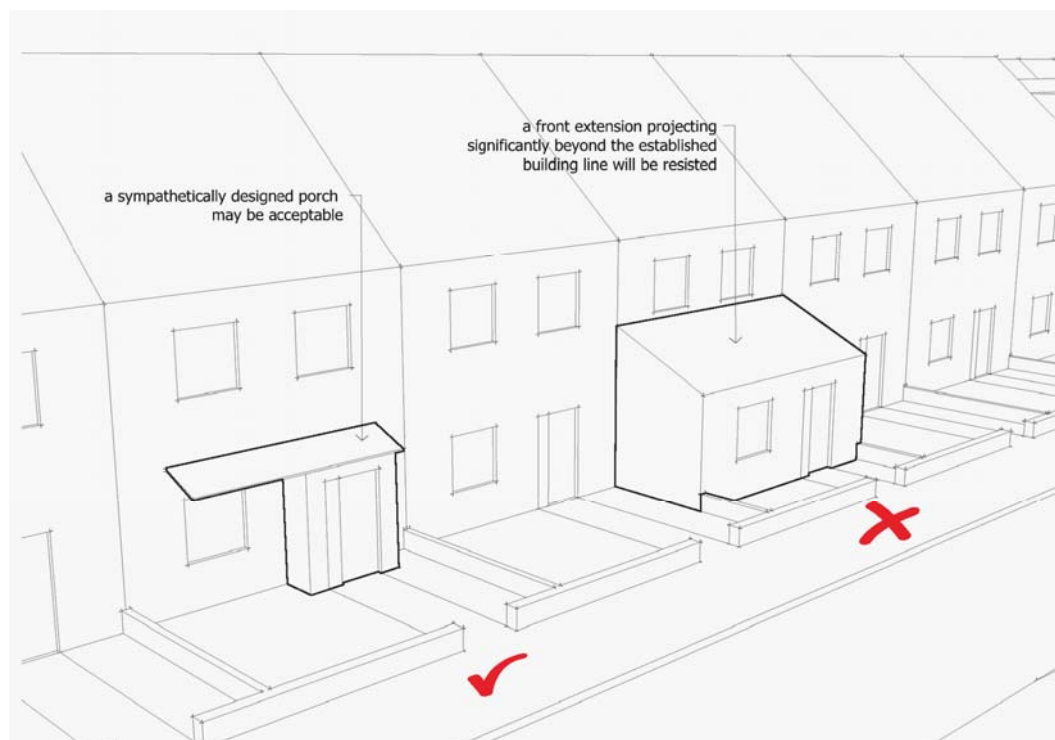 a front extension projecting
significantly beyond the established
building line will be resisted
a sympathetically designed porch
may be acceptable